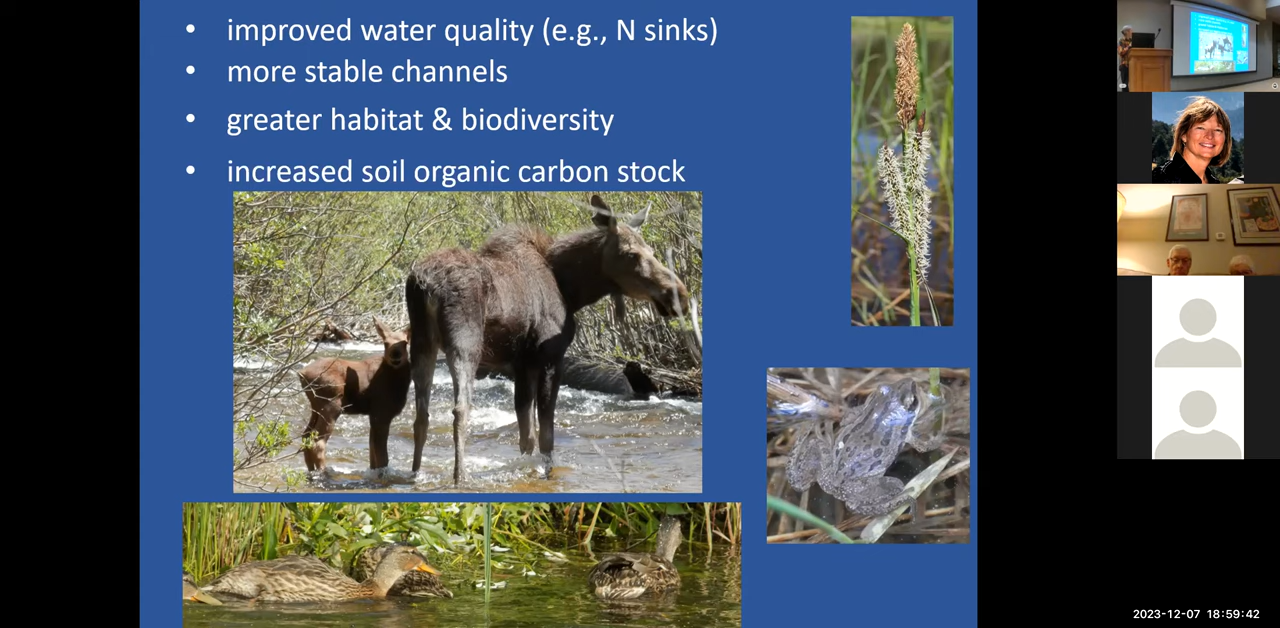 • improved water quality (e.g., N sinks)
• more stable channels
• greater habitat & biodiversity
• increased soil organic carbon stock
2023-12-07 18:59:42